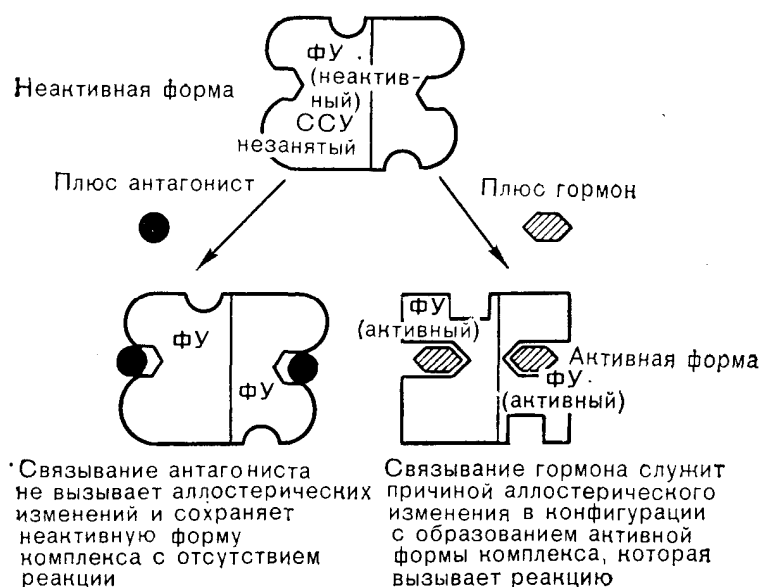 ФУ
(неактив-
ный)
ССУ
незанятый
Неактивная форма
Плюс антагонист
Плюс гормон
ФУ
ФУ
ФУ
(активный)
Активная форма
ФУ
(активный)
Связывание антагониста
не вызывает аллостерических
изменений и сохраняет
неактивную форму
комплекса с отсутствием
реакции
Связывание гормона служит
причиной аллостерического
изменения в конфигурации
с образованием активной
формы комплекса, которая
вызывает реакцию